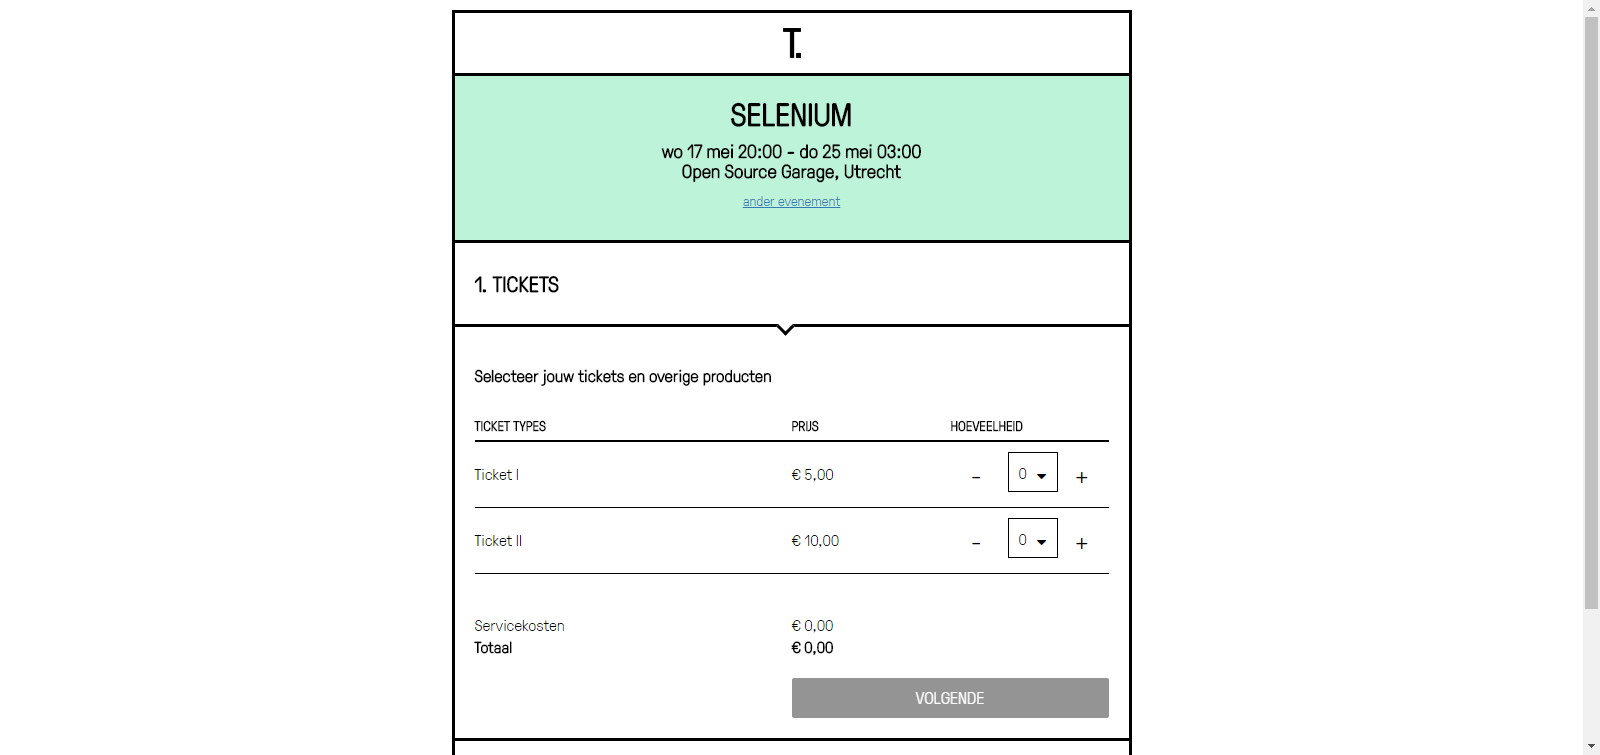 T.
SELENIUM
wo 17 mei 20:00 - do 25 mei 03:00
Open Source Garage, Utrecht
ander evenement
1. TICKETS
Selecteer jouw tickets en overige producten
TICKET TYPES PRIJS HOEVEELHEID
Ticket I € 5,00 - 0 +
Ticket II € 10,00 - 0 +
Servicekosten € 0,00
Totaal € 0,00
VOLGENDE